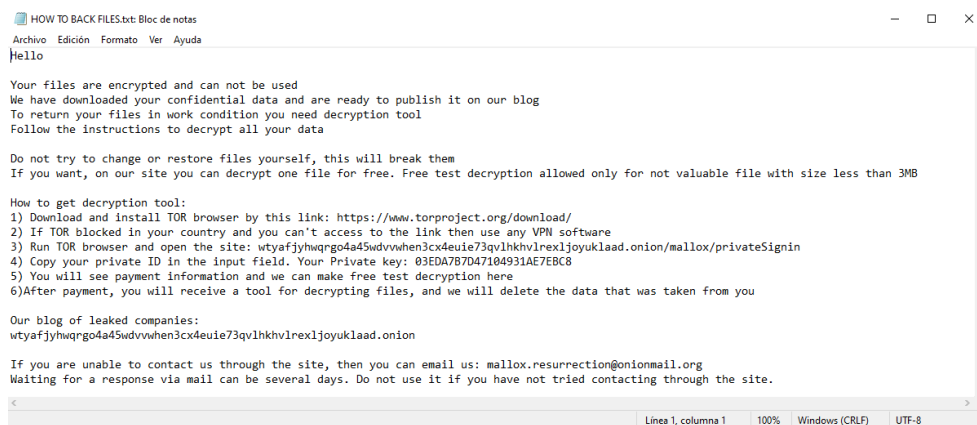 HOW TO BACK FILES.txt: Bloc de notas
Archivo Edición Formato Ver Ayuda
Hello
Your files are encrypted and can not be used
We have downloaded your confidential data and are ready to publish it on our blog
To return your files in work condition you need decryption tool
Follow the instructions to decrypt all your data
Do not try to change or restore files yourself, this will break them
If you want, on our site you can decrypt one file for free. Free test decryption allowed only for not valuable file with size less than 3MB
How to get decryption tool:
1) Download and install TOR browser by this link: https://www.torproject.org/download/
2) If TOR blocked in your country and you can't access to the link then use any VPN software
3) Run TOR browser and open the site: wtyafjyhwqrgo4a45wdvvwhen3cx4euie73qvlhkhvlrexljoyuklaad.onion/mallox/privateSignin
4) Copy your private ID in the input field. Your Private key: 03EDA7B7D47104931AE7EBC8
5) You will see payment information and we can make free test decryption here
6)After payment, you will receive a tool for decrypting files, and we will delete the data that was taken from you
Our blog of leaked companies:
wtyafjyhwqrgo4a45wdvvwhen3cx4euie73qvlhkhvlrexljoyuklaad.onion
If you are unable to contact us through the site, then you can email us: mallox.resurrection@onionmail.org
Waiting for a response via mail can be several days. Do not use it if you have not tried contacting through the site.
Línea 1, columna 1 100% Windows (CRLF) UTF-8